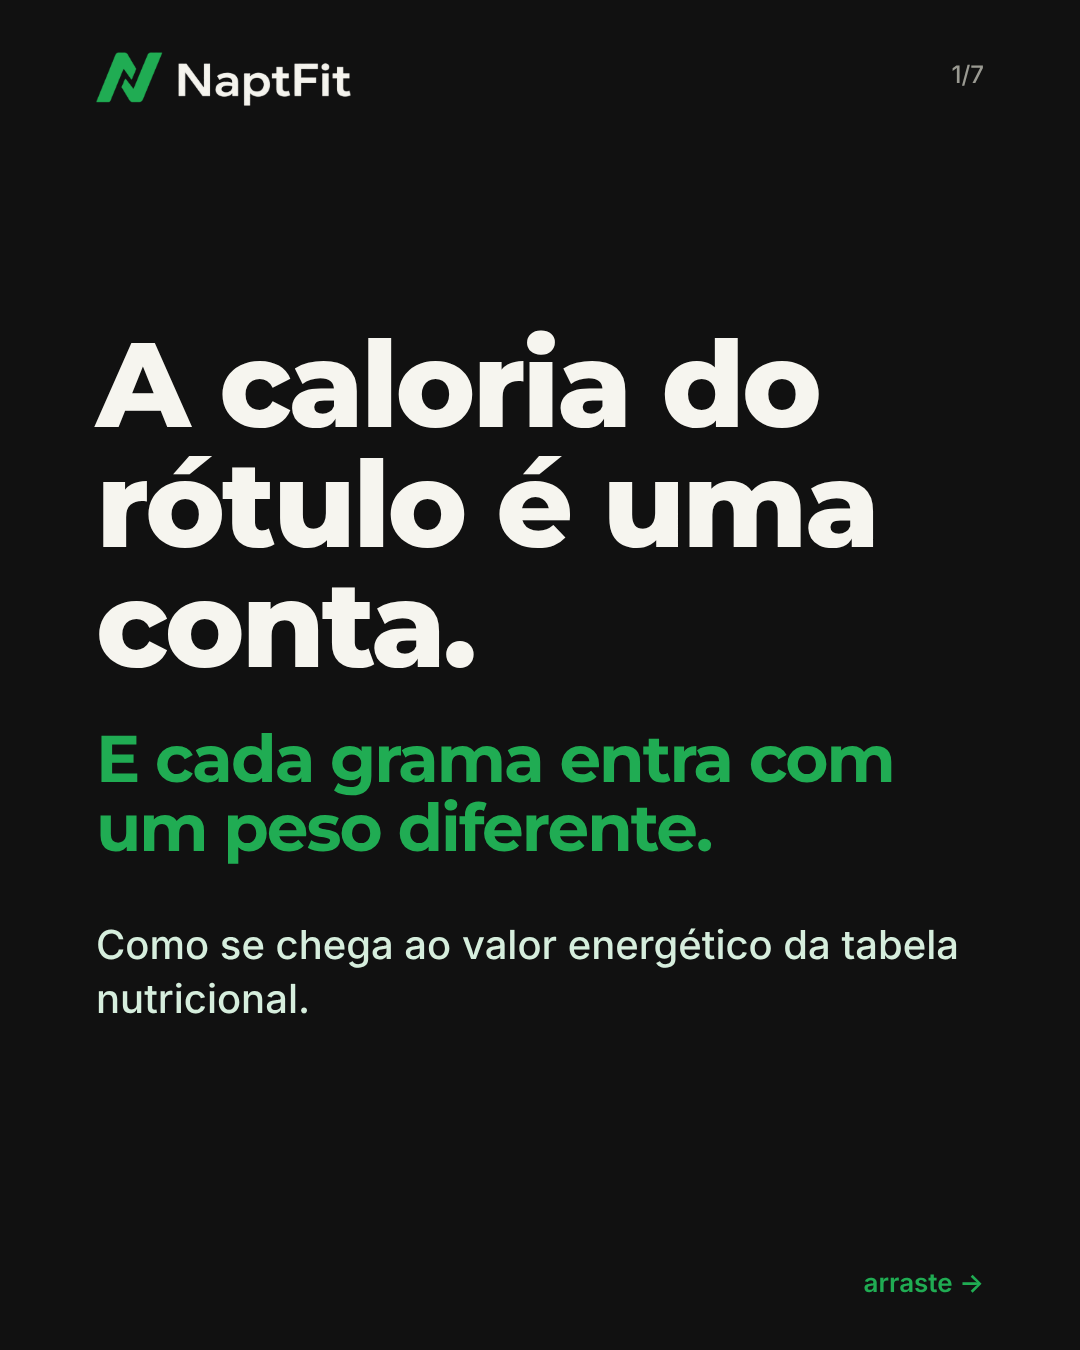 NaptFit
1/7
A caloria do
rótulo é uma
conta.
E cada grama entra com
um peso diferente.
Como se chega ao valor energético da tabela
nutricional.
arraste →